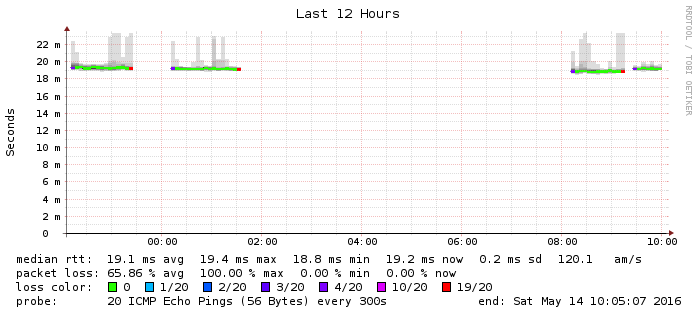 Last 12 Hours
RRDTOOL / TOBI OETIKER
Seconds
22 m
20 m
18 m
16 m
14 m
12 m
10 m
8 m
6 m
4 m
2 m
0
00:00 02:00 04:00 06:00 08:00 10:00
median rtt: 19.1 ms avg 19.4 ms max 18.8 ms min 19.2 ms now 0.2 ms sd 120.1 am/s
packet loss: 65.86 % avg 100.00 % max 0.00 % min 0.00 % now
loss color: 0 1/20 2/20 3/20 4/20 10/20 19/20
probe: 20 ICMP Echo Pings (56 Bytes) every 300s end: Sat May 14 10:05:07 2016